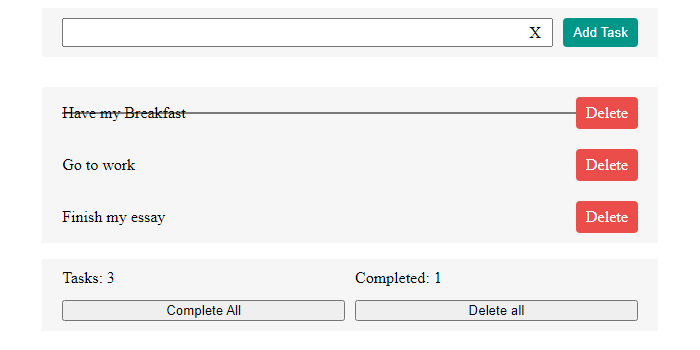 X Add Task
Have my Breakfast Delete
Go to work Delete
Finish my essay Delete
Tasks: 3 Completed: 1
Complete All Delete all